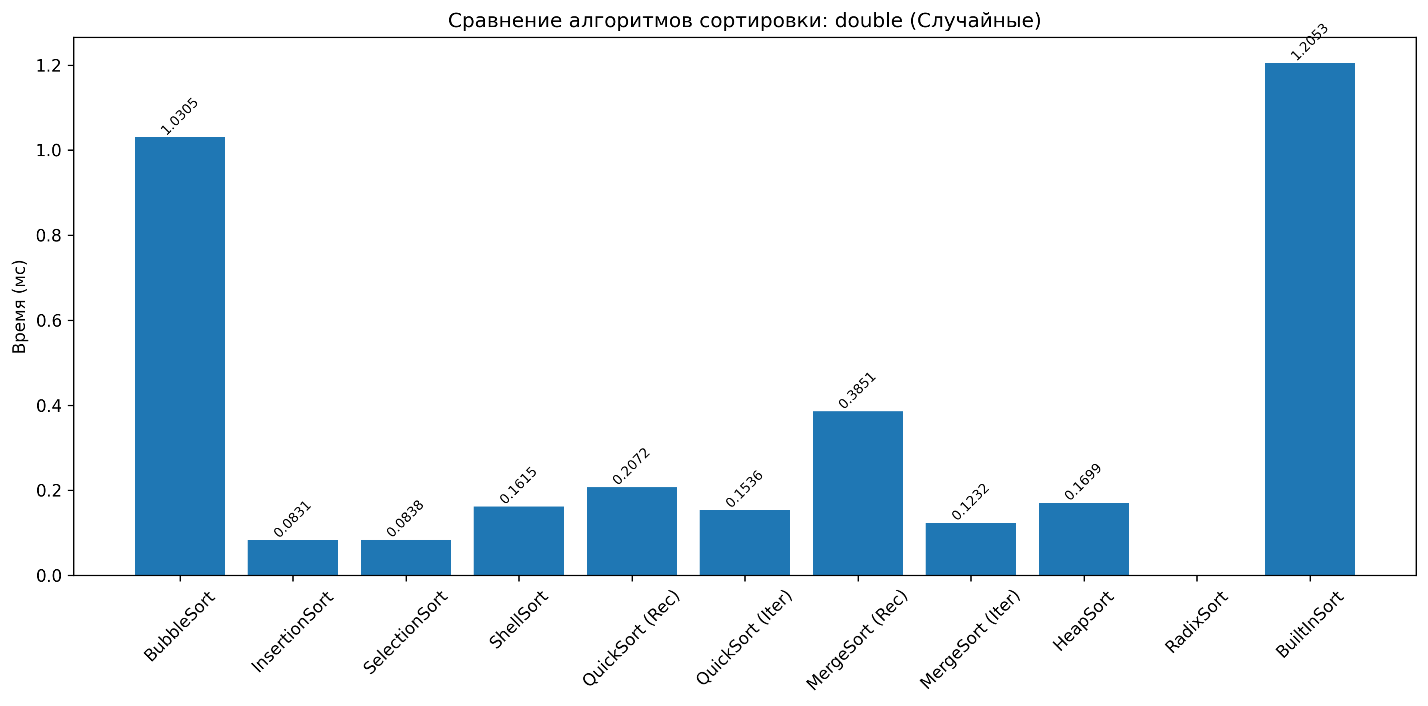 Сравнение алгоритмов сортировки: double (Случайные)
Время (мс)
1.2
1.0
0.8
0.6
0.4
0.2
0.0
1.0305
0.0831
0.0838
0.1615
0.2072
0.1536
0.3851
0.1232
0.1699
1.2053
BubbleSort
InsertionSort
SelectionSort
ShellSort
QuickSort (Rec)
QuickSort (Iter)
MergeSort (Rec)
MergeSort (Iter)
HeapSort
RadixSort
BuiltInSort